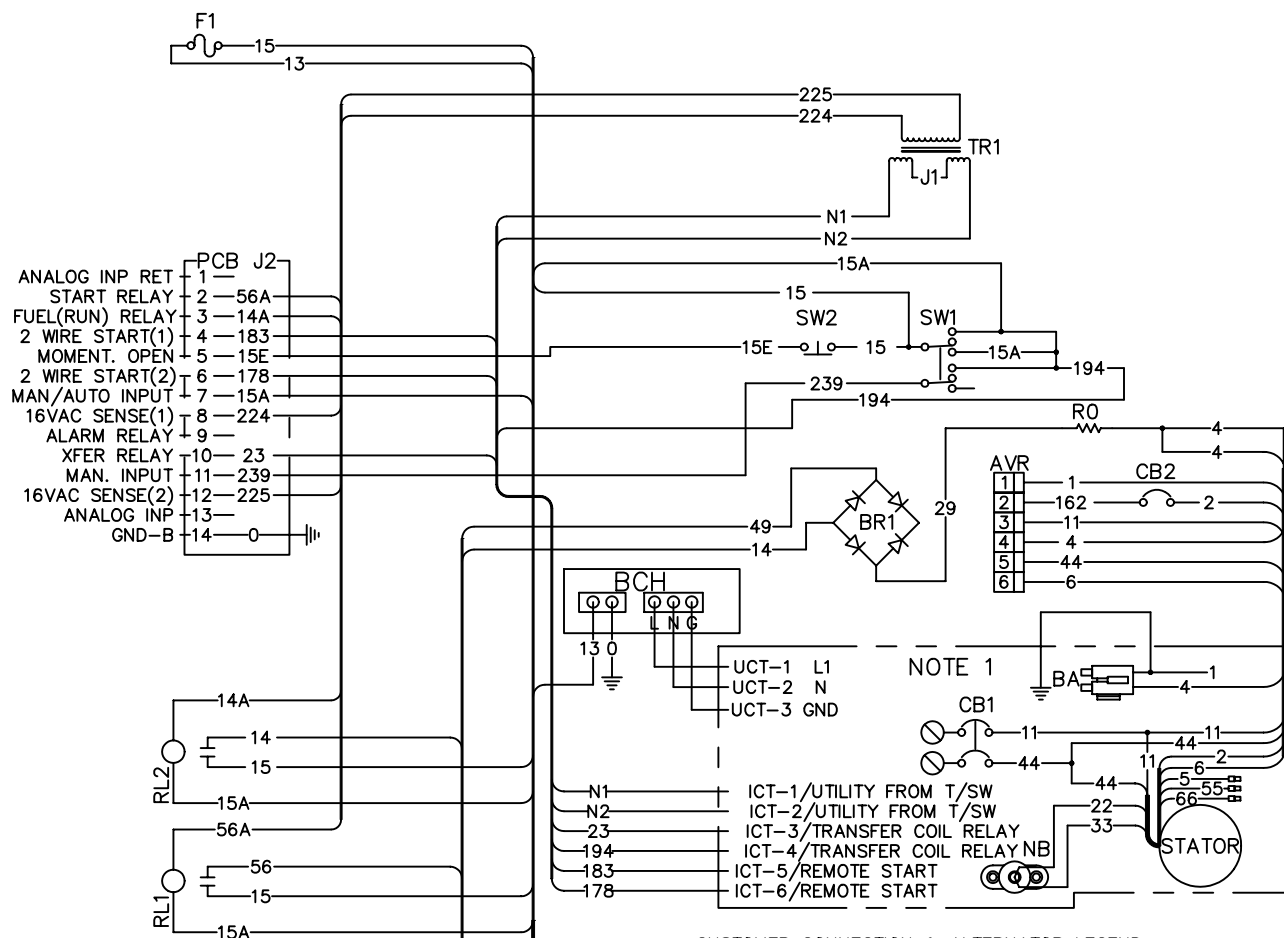 F1
15
13
225
224
TR1
J1
N1
N2
15A
15
SW2
SW1
15E
15
15A
239
194
194
PCB J2
ANALOG INP RET 1
START RELAY 2 56A
FUEL(RUN) RELAY 3 14A
2 WIRE START(1) 4 183
MOMENT. OPEN 5 15E
2 WIRE START(2) 6 178
MAN/AUTO INPUT 7 15A
16VAC SENSE(1) 8 224
ALARM RELAY 9
XFER RELAY 10 23
MAN. INPUT 11 239
16VAC SENSE(2) 12 225
ANALOG INP 13
GND-B 14 0
R0
4
4
29
49
14
BR1
AVR
CB2
1 1
2 162 2
3 11
4 4
5 44
6 6
BCH
L N G
13 0
UCT-1 L1
UCT-2 N
UCT-3 GND
NOTE 1
BA
1
4
CB1
11
11
44
44
11
44
2
6
5
55
66
22
33
STATOR
NB
14A
14
15
RL2
15A
56A
56
15
RL1
15A
N1 ICT-1/UTILITY FROM T/SW
N2 ICT-2/UTILITY FROM T/SW
23 ICT-3/TRANSFER COIL RELAY
194 ICT-4/TRANSFER COIL RELAY
183 ICT-5/REMOTE START
178 ICT-6/REMOTE START